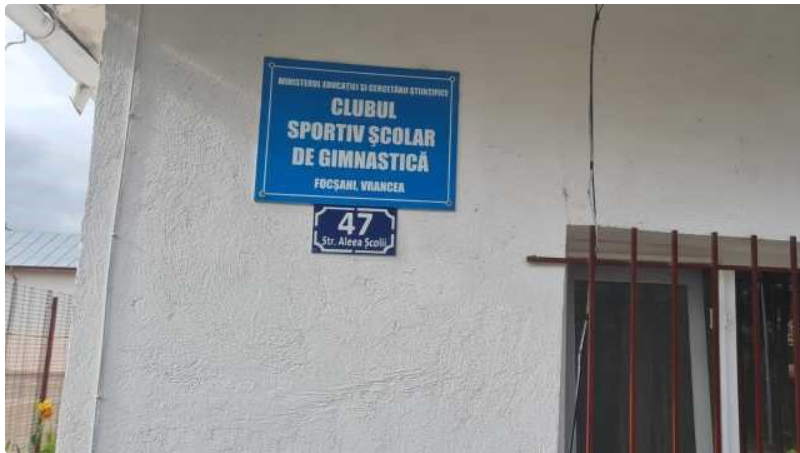 MINISTERUL EDUCAȚIEI ȘI CERCETĂRII ȘTIINȚIFICE
CLUBUL
SPORTIV ȘCOLAR
DE GIMNASTICĂ
FOCȘANI, VRANCEA
47
Str. Aleea Școlii